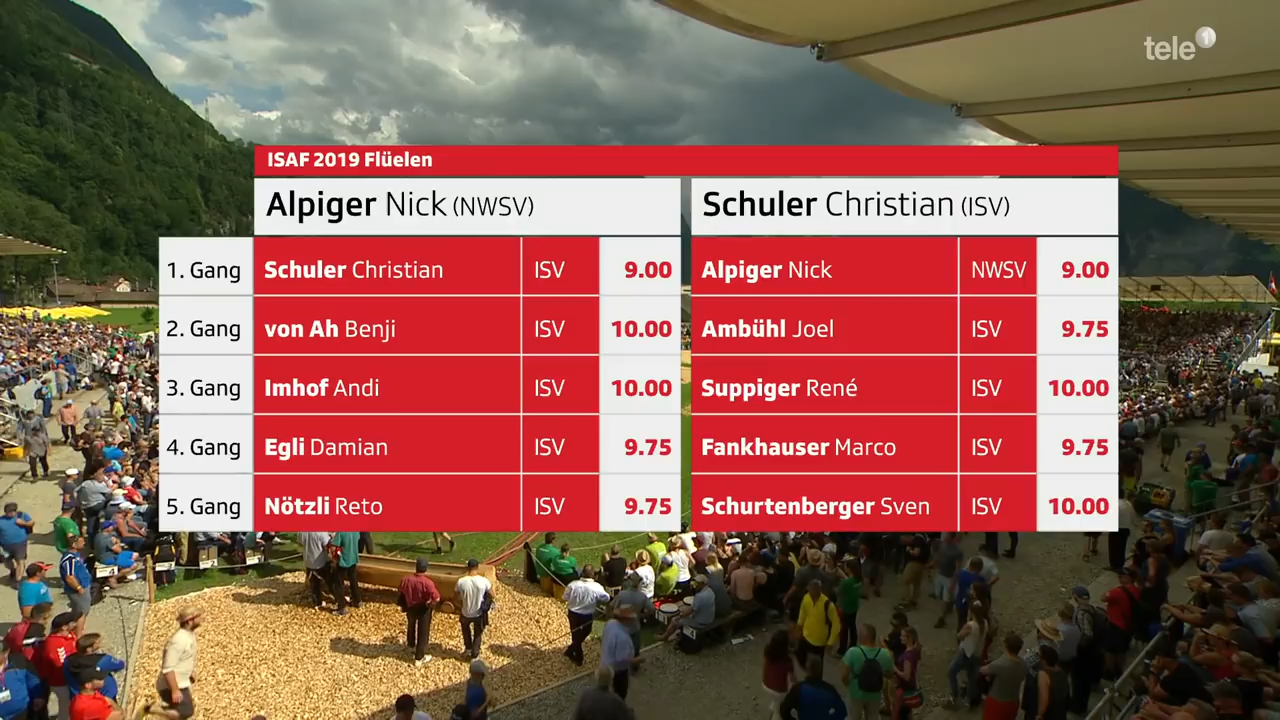 tele1
ISAF 2019 Flüelen
Alpiger Nick (NWSV) Schuler Christian (ISV)
1. Gang Schuler Christian ISV 9.00 Alpiger Nick NWSV 9.00
2. Gang von Ah Benji ISV 10.00 Ambühl Joel ISV 9.75
3. Gang Imhof Andi ISV 10.00 Suppiger René ISV 10.00
4. Gang Egli Damian ISV 9.75 Fankhauser Marco ISV 9.75
5. Gang Nötzli Reto ISV 9.75 Schurtenberger Sven ISV 10.00